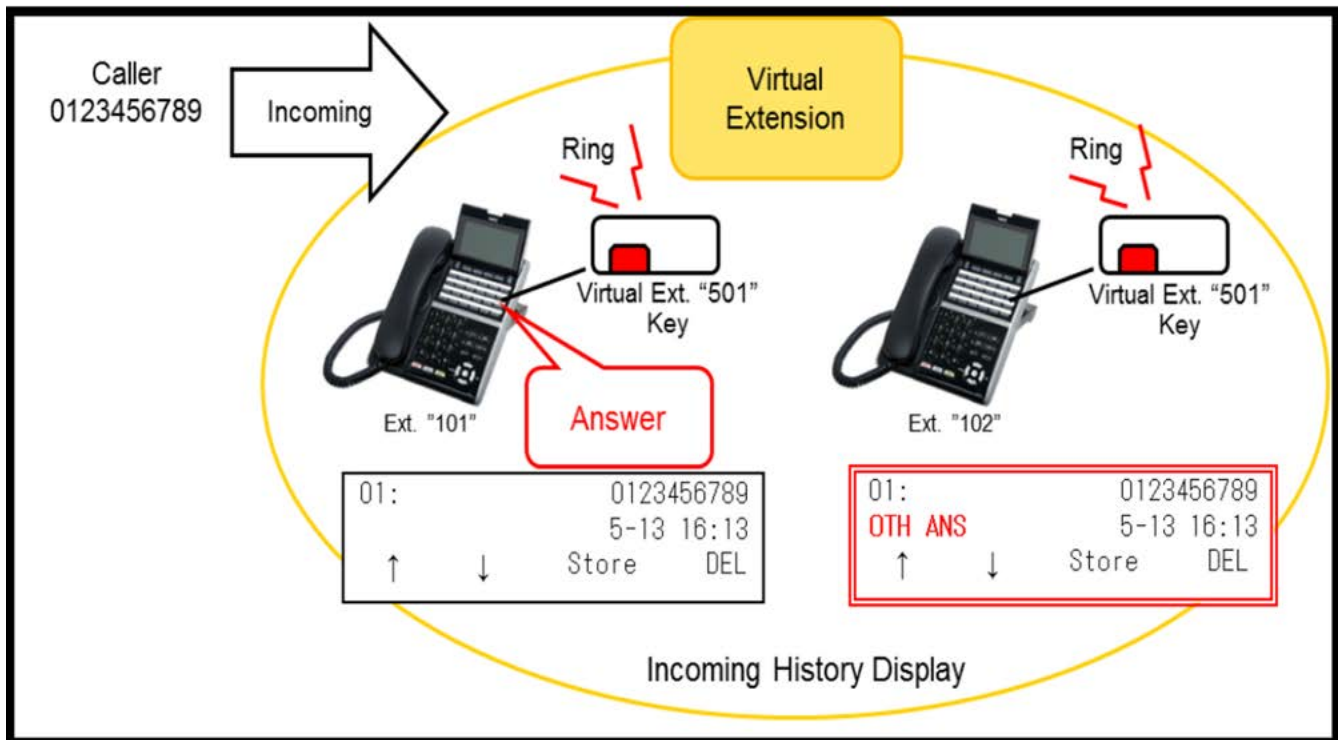 Caller
0123456789
Incoming
Virtual
Extension
Ring
Virtual Ext. “501”
Key
Ext. ”101”
Answer
Ring
Virtual Ext. “501”
Key
Ext. ”102”
01: 0123456789
5-13 16:13
↑ ↓ Store DEL
01: 0123456789
OTH ANS 5-13 16:13
↑ ↓ Store DEL
Incoming History Display